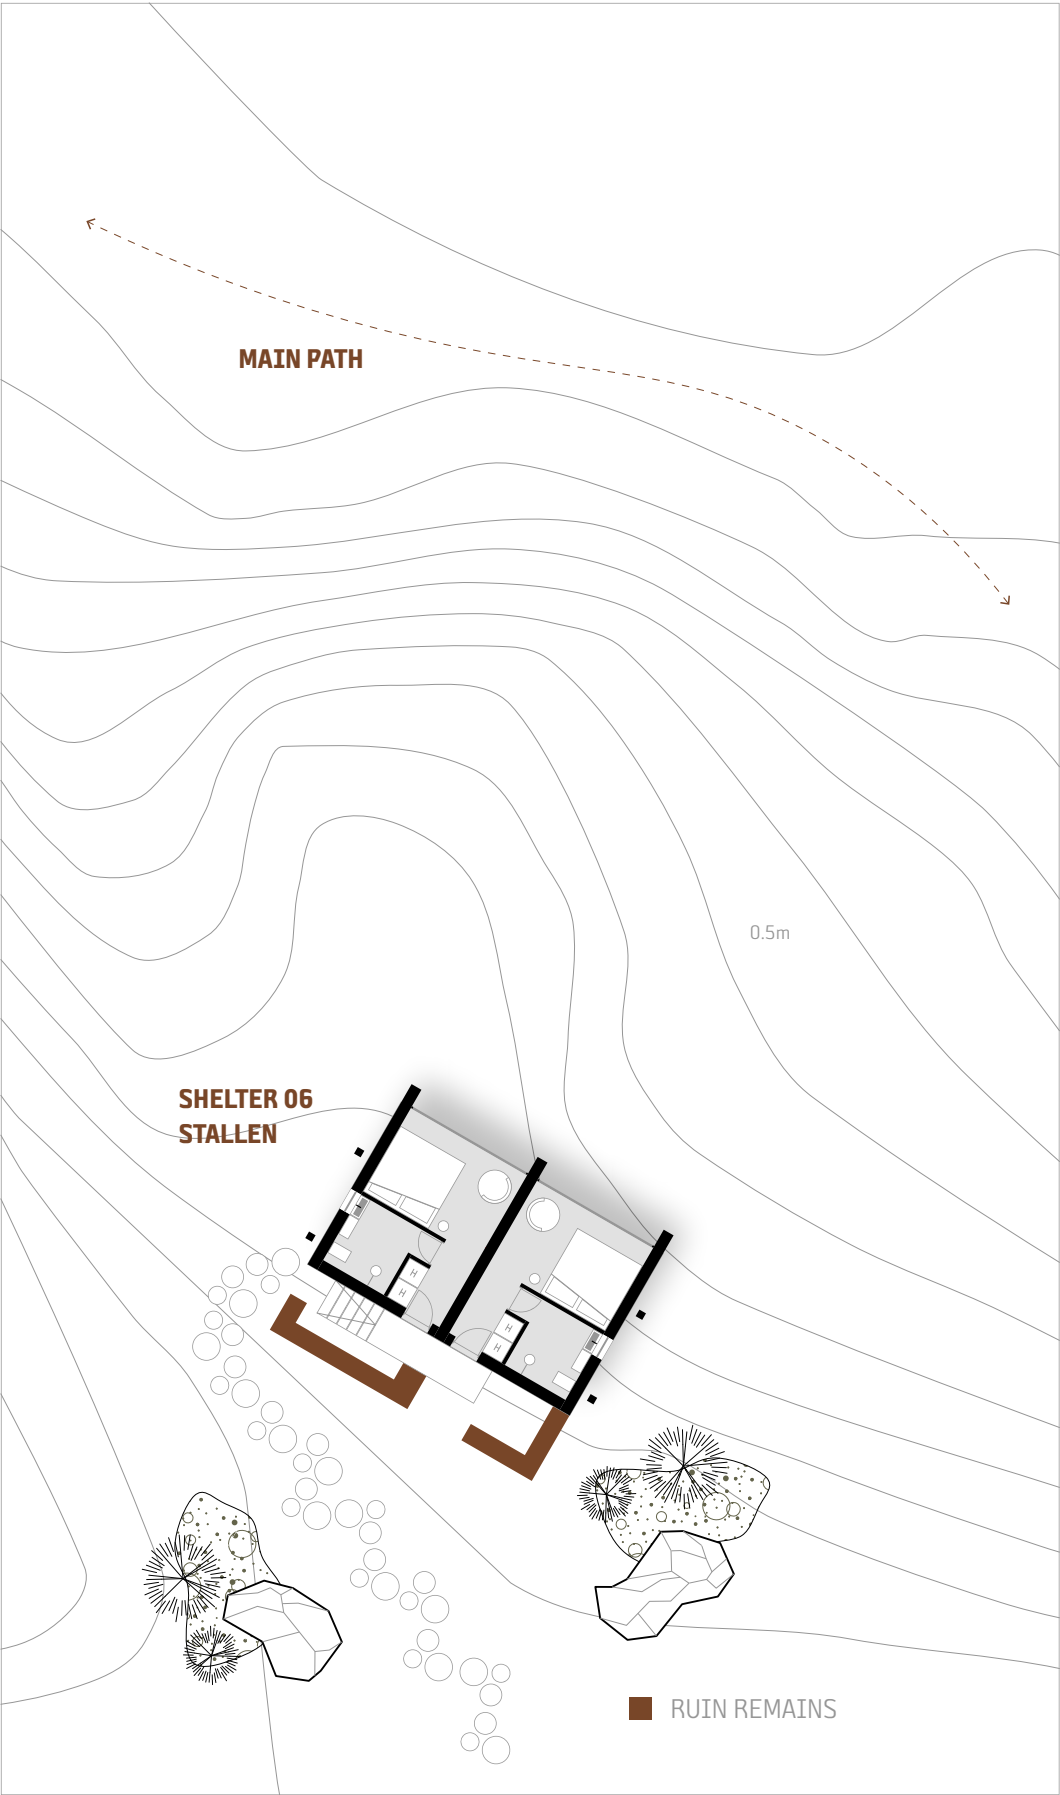 MAIN PATH
0.5m
SHELTER 06
STALLEN
H
H
H
H
RUIN REMAINS